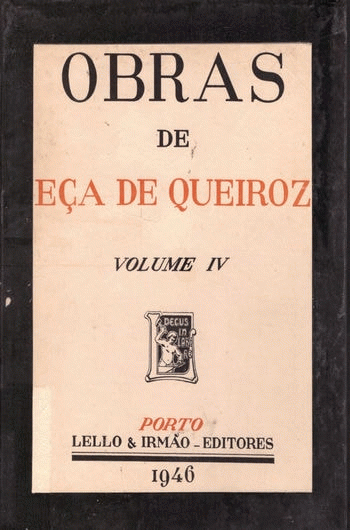 OBRAS
DE
EÇA DE QUEIROZ
VOLUME IV
DECUS
IN
LABORE
PORTO
LELLO & IRMÃO - EDITORES
1946